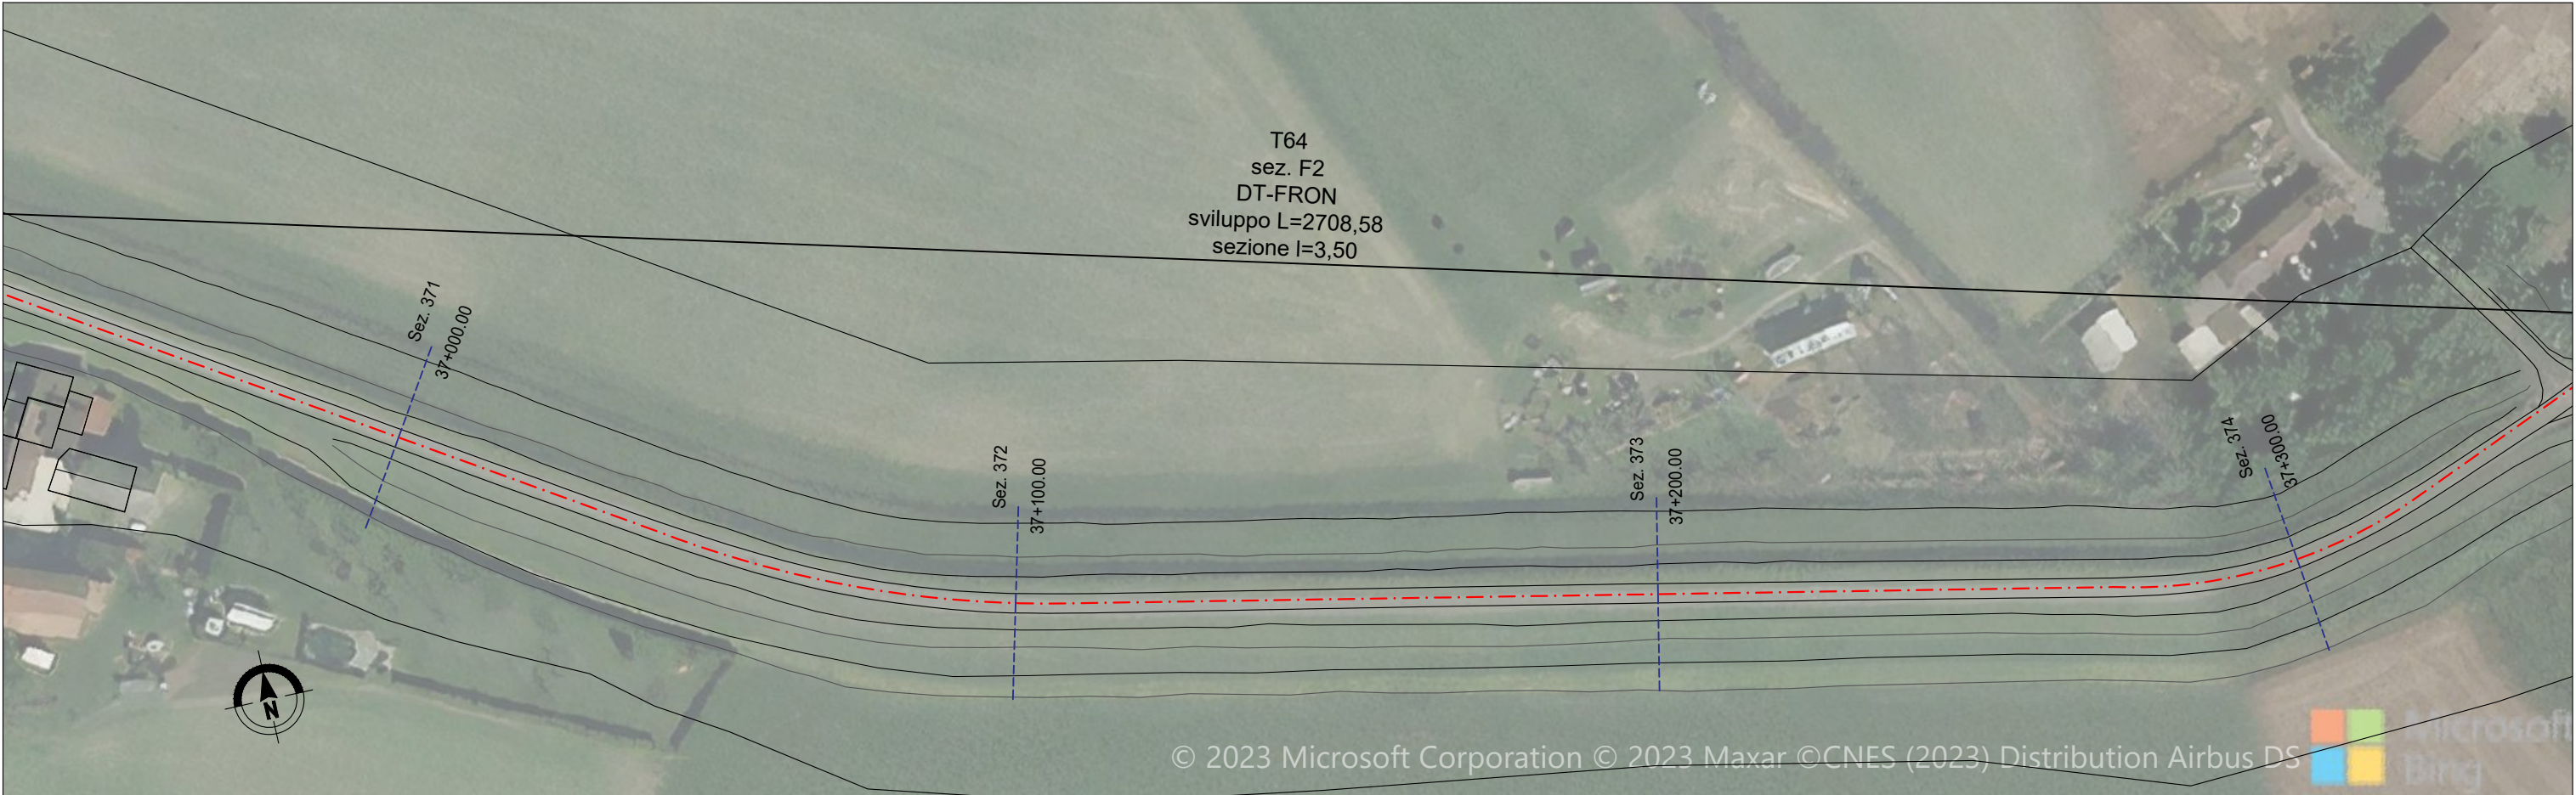 T64
sez. F2
DT-FRON
sviluppo L=2708,58
sezione l=3,50
Sez. 371
37+000.00
Sez. 372
37+100.00
Sez. 373
37+200.00
Sez. 374
37+300.00
N
© 2023 Microsoft Corporation © 2023 Maxar ©CNES (2023) Distribution Airbus DS
Microsoft
Bing